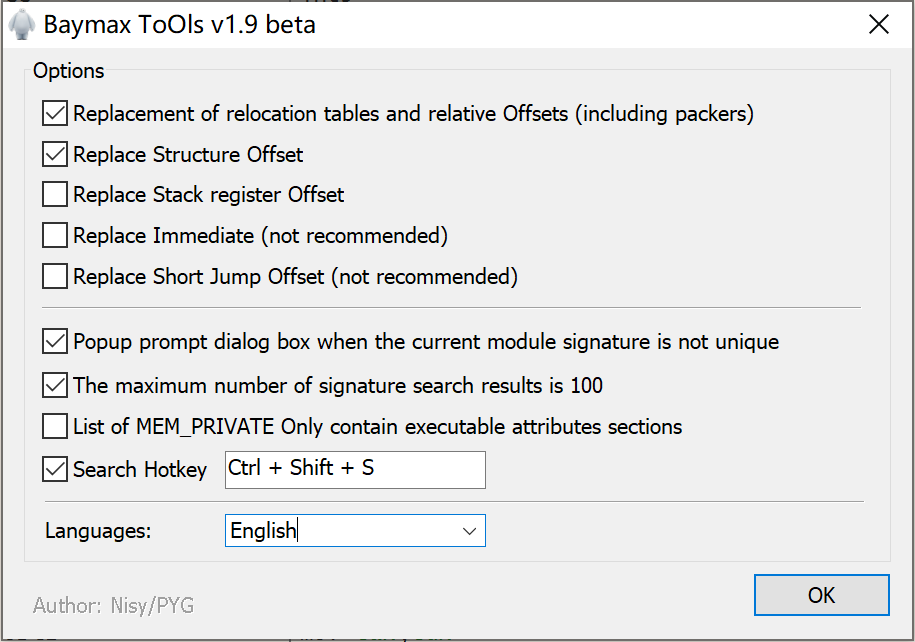 Baymax ToOls v1.9 beta
Options
Replacement of relocation tables and relative Offsets (including packers)
Replace Structure Offset
Replace Stack register Offset
Replace Immediate (not recommended)
Replace Short Jump Offset (not recommended)
Popup prompt dialog box when the current module signature is not unique
The maximum number of signature search results is 100
List of MEM_PRIVATE Only contain executable attributes sections
Search Hotkey Ctrl + Shift + S
Languages: English
Author: Nisy/PYG
OK